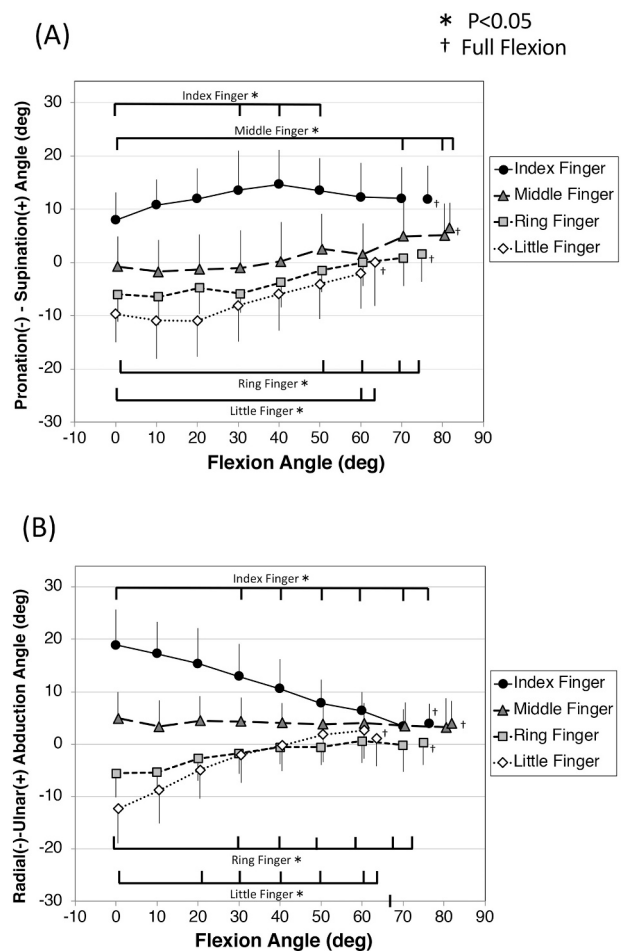 (A)
* P<0.05
† Full Flexion
Pronation(-) - Supination(+) Angle (deg)
30
20
10
0
-10
-20
-30
Index Finger *
Middle Finger *
†
†
†
†
Ring Finger *
Little Finger *
-10 0 10 20 30 40 50 60 70 80 90
Flexion Angle (deg)
Index Finger
Middle Finger
Ring Finger
Little Finger
(B)
Radial(-)-Ulnar(+) Abduction Angle (deg)
30
20
10
0
-10
-20
-30
Index Finger *
†
†
†
†
Ring Finger *
Little Finger *
-10 0 10 20 30 40 50 60 70 80 90
Flexion Angle (deg)
Index Finger
Middle Finger
Ring Finger
Little Finger